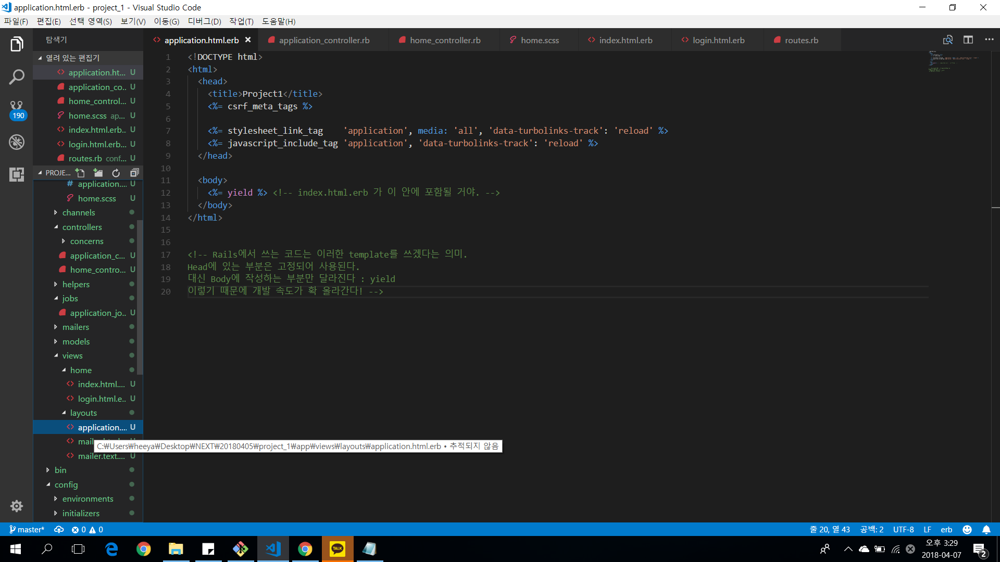 application.html.erb - project_1 - Visual Studio Code
파일(F) 편집(E) 선택 영역(S) 보기(V) 이동(G) 디버그(D) 작업(T) 도움말(H)
탐색기
application.html.erb application_controller.rb home_controller.rb home.scss index.html.erb login.html.erb routes.rb
열려 있는 편집기
application.ht... U
application_co... U
home_control... U
home.scss ap... U
index.html.erb... U
login.html.erb... U
routes.rb conf... U
190
PROJE...
# application.... U
home.scss U
channels
controllers
concerns
application_c... U
home_contro... U
helpers
jobs
application_jo... U
mailers
models
views
home
index.html.... U
login.html.e... U
layouts
application.... U
mailer.text.... U
bin
config
environments
initializers
1 <!DOCTYPE html>
2 <html>
3 <head>
4 <title>Project1</title>
5 <%= csrf_meta_tags %>
6
7 <%= stylesheet_link_tag    'application', media: 'all', 'data-turbolinks-track': 'reload' %>
8 <%= javascript_include_tag 'application', 'data-turbolinks-track': 'reload' %>
9 </head>
10
11 <body>
12 <%= yield %> <!-- index.html.erb 가 이 안에 포함될 거야. -->
13 </body>
14 </html>
15
16
17 <!-- Rails에서 쓰는 코드는 이러한 template를 쓰겠다는 의미.
18 Head에 있는 부분은 고정되어 사용된다.
19 대신 Body에 작성하는 부분만 달라진다 : yield
20 이렇기 때문에 개발 속도가 확 올라간다! -->
C:₩Users₩heeya₩Desktop₩NEXT₩20180405₩project_1₩app₩views₩layouts₩application.html.erb • 추적되지 않음
master* 0 0 줄 20, 열 43 공백: 2 UTF-8 LF erb
TALK
오후 3:29
2018-04-07
2